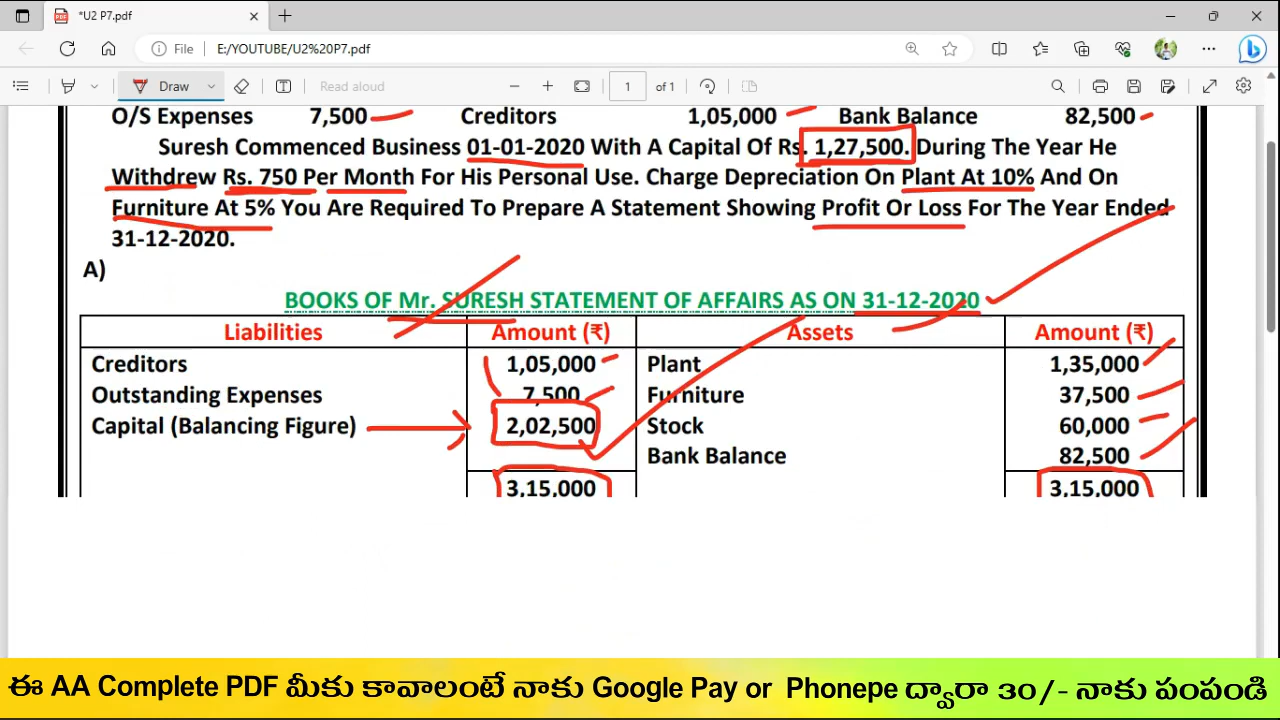 *U2 P7.pdf
File E:/YOUTUBE/U2%20P7.pdf
Draw Read aloud 1 of 1
O/S Expenses 7,500 Creditors 1,05,000 Bank Balance 82,500
Suresh Commenced Business 01-01-2020 With A Capital Of Rs. 1,27,500. During The Year He
Withdrew Rs. 750 Per Month For His Personal Use. Charge Depreciation On Plant At 10% And On
Furniture At 5% You Are Required To Prepare A Statement Showing Profit Or Loss For The Year Ended
31-12-2020.
A)
BOOKS OF Mr. SURESH STATEMENT OF AFFAIRS AS ON 31-12-2020
Liabilities Amount (₹) Assets Amount (₹)
Creditors 1,05,000 Plant 1,35,000
Outstanding Expenses 7,500 Furniture 37,500
Capital (Balancing Figure) 2,02,500 Stock 60,000
Bank Balance 82,500
3,15,000 3,15,000
ఈ AA Complete PDF మీకు కావాలంటే నాకు Google Pay or Phonepe ద్వారా 30/- నాకు పంపండి